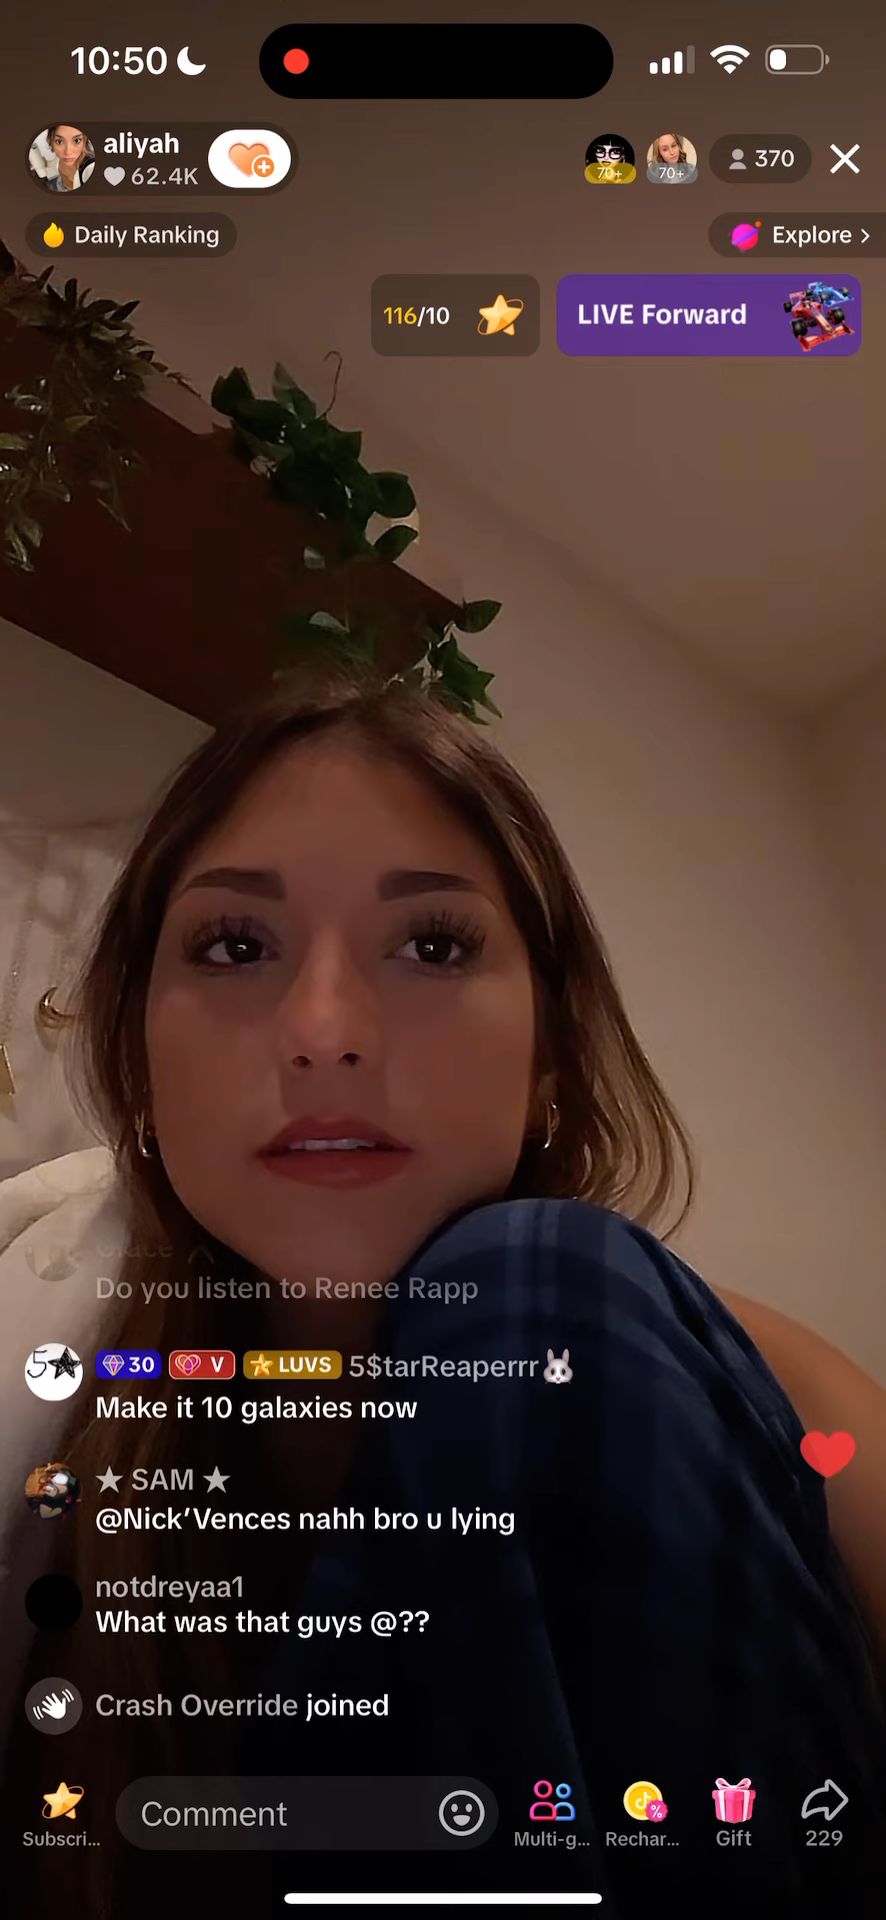 10:50
aliyah
62.4K
70+
70+
370
Daily Ranking
Explore >
116/10
LIVE Forward
Do you listen to Renee Rapp
30 V LUVS 5$tarReaperrr🐰
Make it 10 galaxies now
★ SAM ★
@Nick'Vences nahh bro u lying
notdreyaa1
What was that guys @??
Crash Override joined
Comment
Subscri...
Multi-g...
Rechar...
Gift
229